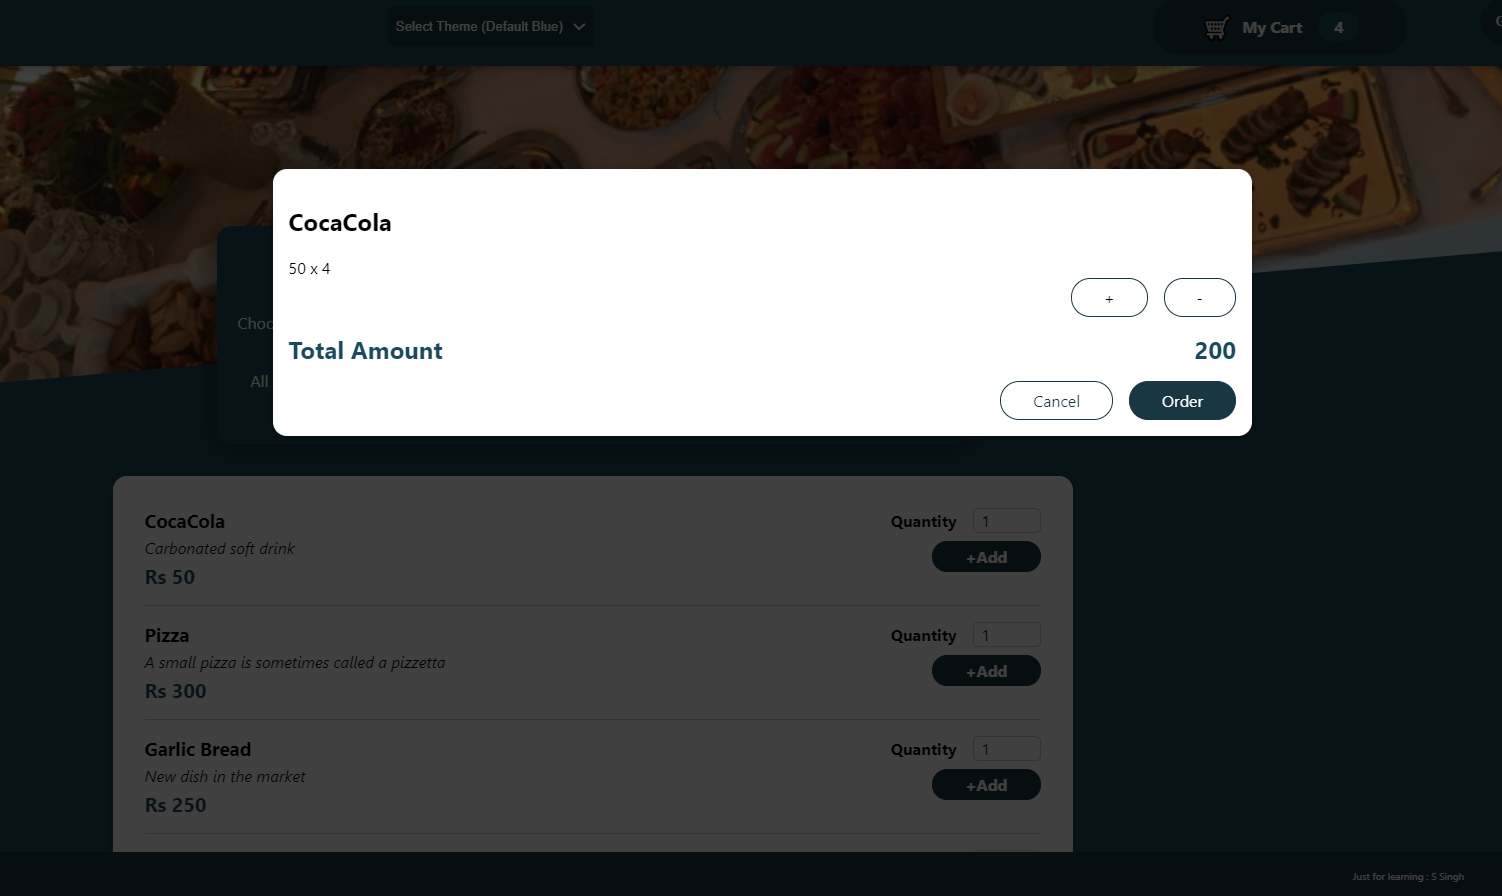 Select Theme (Default Blue)
My Cart 4
CocaCola
50 x 4
+ -
Total Amount 200
Cancel Order
All
CocaCola Quantity 1
Carbonated soft drink
+Add
Rs 50
Pizza Quantity 1
A small pizza is sometimes called a pizzetta
+Add
Rs 300
Garlic Bread Quantity 1
New dish in the market
+Add
Rs 250
Just for learning : S Singh